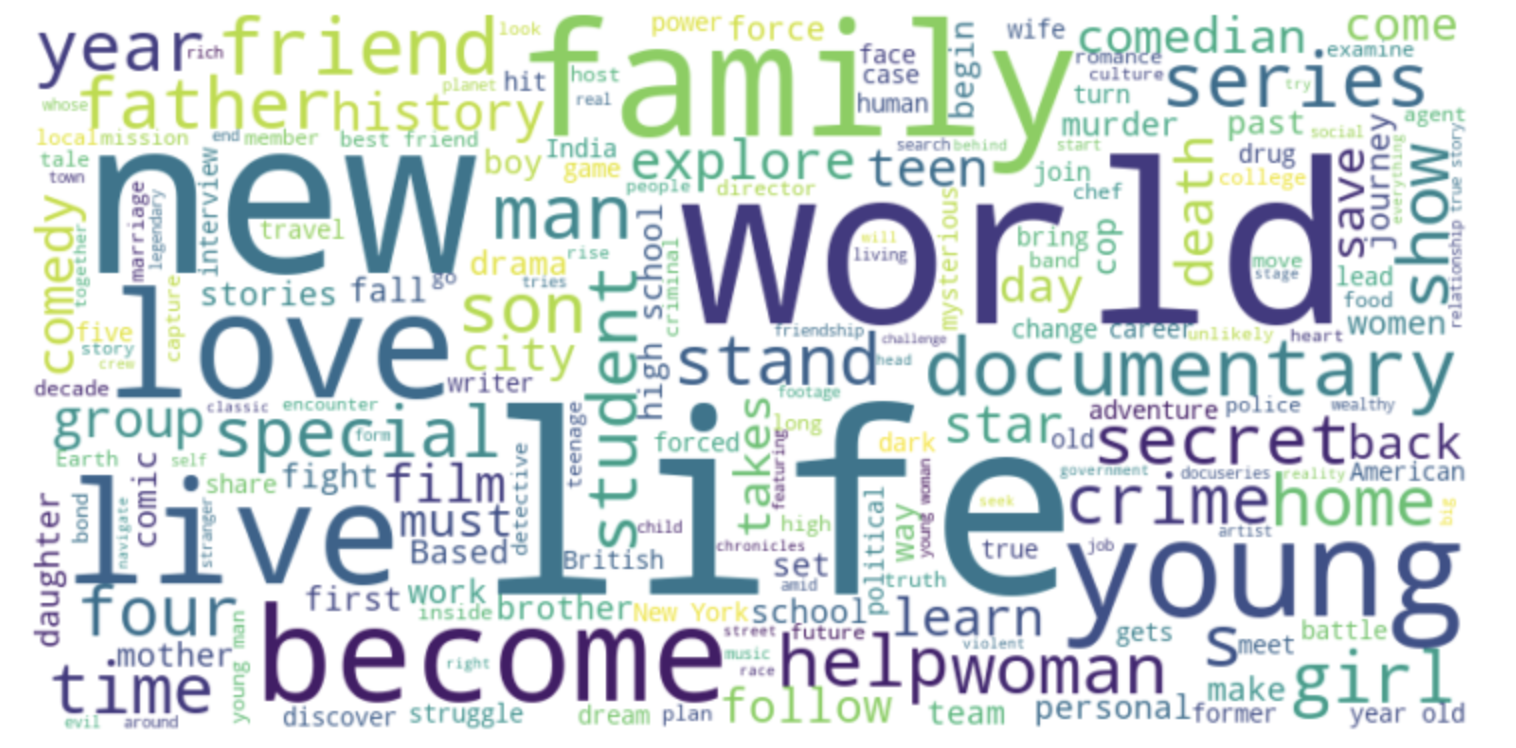 year
rich
friend
look
family
power
force
wife
comedian
come
face
case
human
begin
romance
culture
examine
series
try
whose
father
history
planet
hit
host
real
turn
local
mission
end
member
best friend
India
boy
game
explore
people
director
teen
search
behind
murder
start
past
social
agent
drug
college
join
chef
tale
town
new
interview
marriage
legendary
travel
man
world
will
living
mysterious
bring
band
cop
death
move
stage
save
journey
everything
show
relationship
true story
lead
food
women
comedy
together
five
story
crew
capture
love
stories
fall
go
drama
rise
tries
son
city
student
high school
criminal
day
change
career
unlikely
heart
friendship
challenge
stand
head
documentary
decade
writer
group
classic
encounter
special
form
Earth
self
share
fight
film
teenage
detective
life
footage
long
forced
takes
featuring
dark
star
old
adventure
police
wealthy
secret
back
government
docuseries
reality
American
daughter
bond
navigate
comic
live
stranger
must
Based
British
child
chronicles
high
set
amid
political
way
young woman
seek
true
truth
crime
home
big
artist
job
young
four
first
work
inside
brother
New York
school
learn
gets
s
meet
battle
mother
time
young man
become
right
street
future
music
race
help
violent
woman
make
girl
evil
around
discover
struggle
dream
plan
follow
team
personal
former
year old